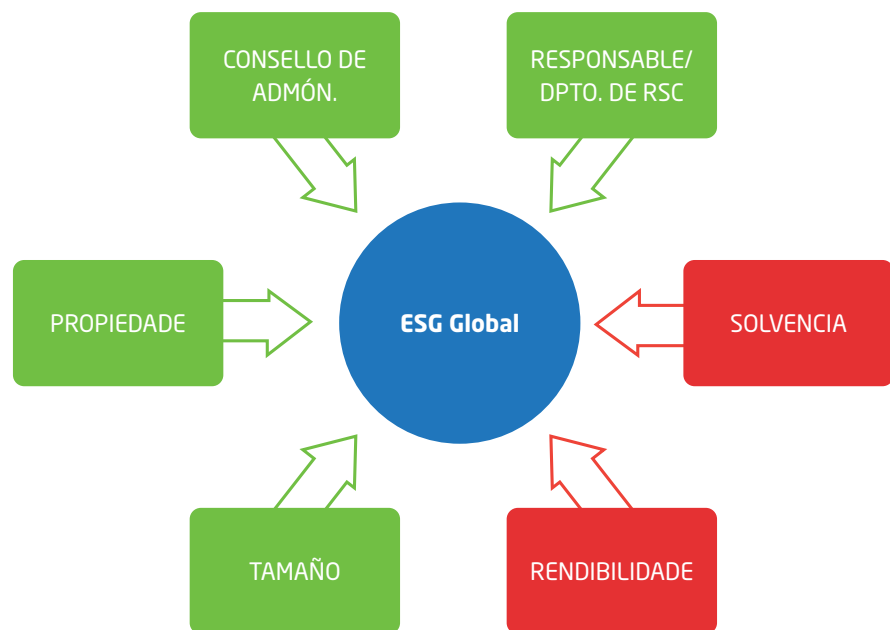 CONSELLO DE
ADMÓN.
RESPONSABLE/
DPTO. DE RSC
PROPIEDADE
ESG Global
SOLVENCIA
TAMAÑO
RENDIBILIDADE